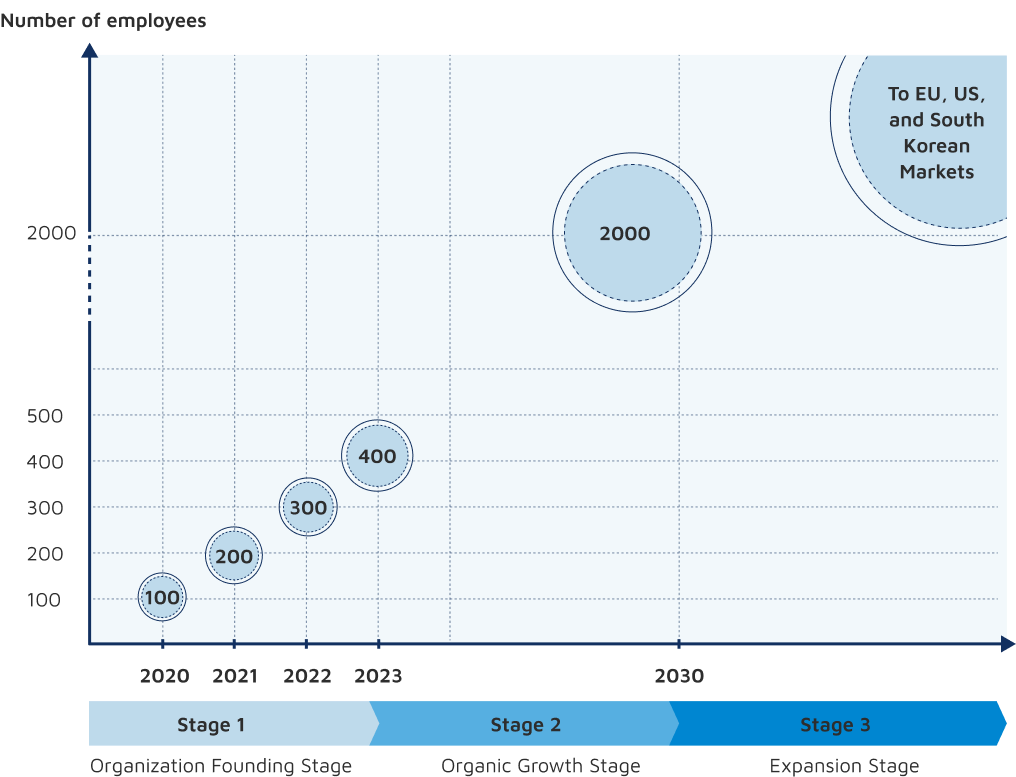 Number of employees
To EU, US,
and South
Korean
Markets
2000
2000
500
400
400
300
300
200
200
100
100
2020 2021 2022 2023 2030
Stage 1 Stage 2 Stage 3
Organization Founding Stage Organic Growth Stage Expansion Stage